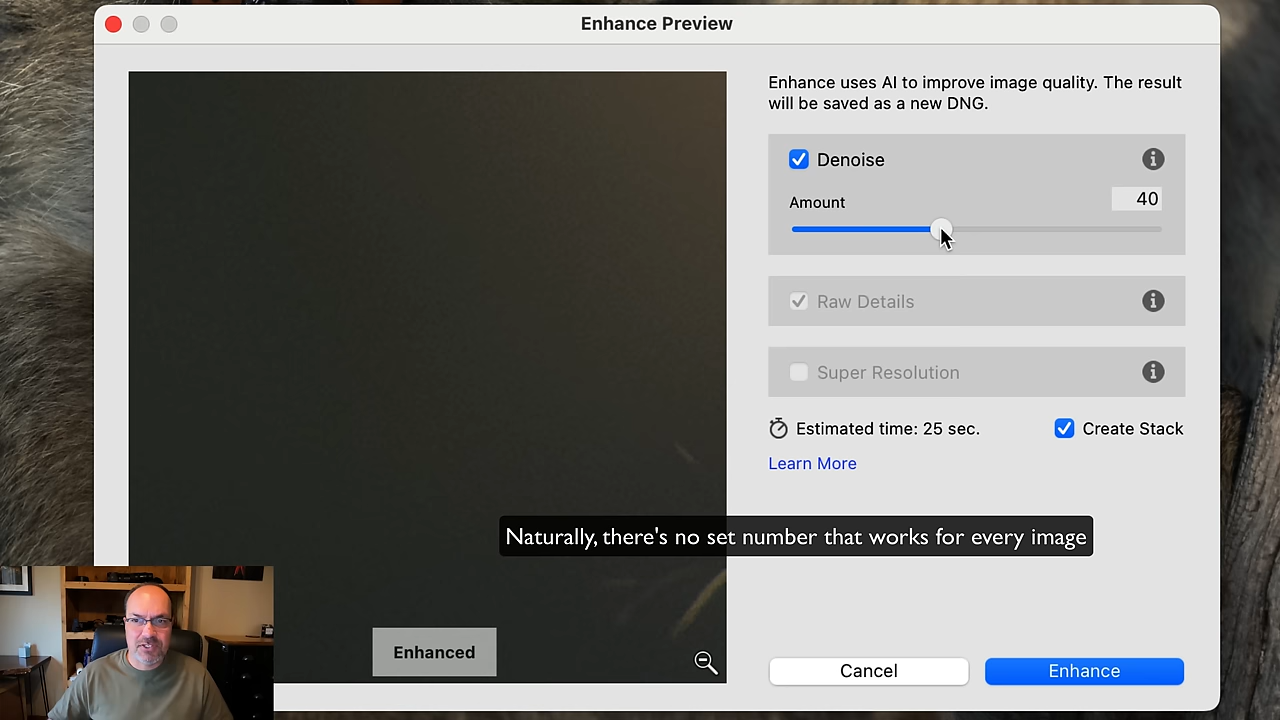 Enhance Preview
Enhance uses AI to improve image quality. The result
will be saved as a new DNG.
Denoise
Amount
40
Raw Details
Super Resolution
Estimated time: 25 sec.
Create Stack
Learn More
Naturally, there's no set number that works for every image
Enhanced
Cancel
Enhance